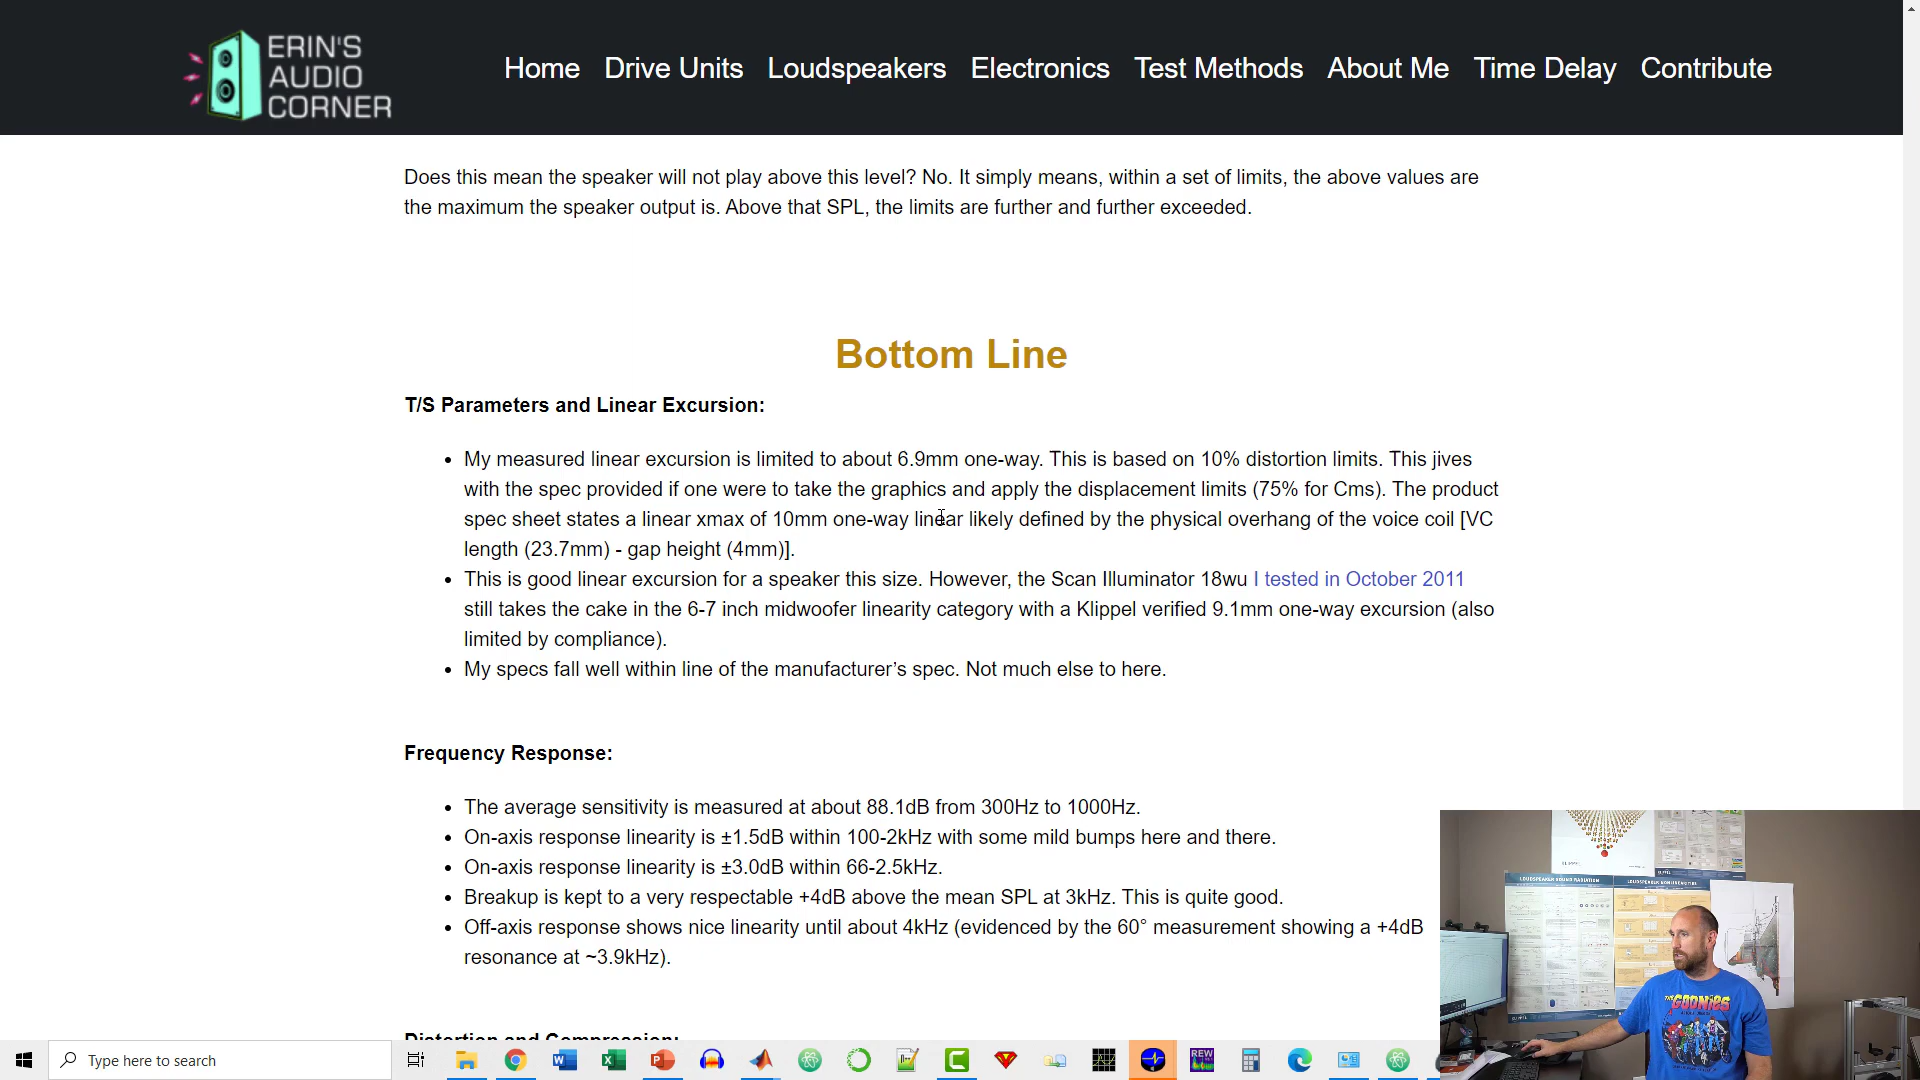 ERIN'S
AUDIO
CORNER
Home Drive Units Loudspeakers Electronics Test Methods About Me Time Delay Contribute
Does this mean the speaker will not play above this level? No. It simply means, within a set of limits, the above values are
the maximum the speaker output is. Above that SPL, the limits are further and further exceeded.
Bottom Line
T/S Parameters and Linear Excursion:
• My measured linear excursion is limited to about 6.9mm one-way. This is based on 10% distortion limits. This jives
with the spec provided if one were to take the graphics and apply the displacement limits (75% for Cms). The product
spec sheet states a linear xmax of 10mm one-way linear likely defined by the physical overhang of the voice coil [VC
length (23.7mm) - gap height (4mm)].
• This is good linear excursion for a speaker this size. However, the Scan Illuminator 18wu I tested in October 2011
still takes the cake in the 6-7 inch midwoofer linearity category with a Klippel verified 9.1mm one-way excursion (also
limited by compliance).
• My specs fall well within line of the manufacturer’s spec. Not much else to here.
Frequency Response:
• The average sensitivity is measured at about 88.1dB from 300Hz to 1000Hz.
• On-axis response linearity is ±1.5dB within 100-2kHz with some mild bumps here and there.
• On-axis response linearity is ±3.0dB within 66-2.5kHz.
• Breakup is kept to a very respectable +4dB above the mean SPL at 3kHz. This is quite good.
• Off-axis response shows nice linearity until about 4kHz (evidenced by the 60° measurement showing a +4dB
resonance at ~3.9kHz).
Distortion and Compression:
LOUDSPEAKER SOUND RADIATION
LOUDSPEAKER NONLINEARITIES
THE GOONIES
Type here to search
REW